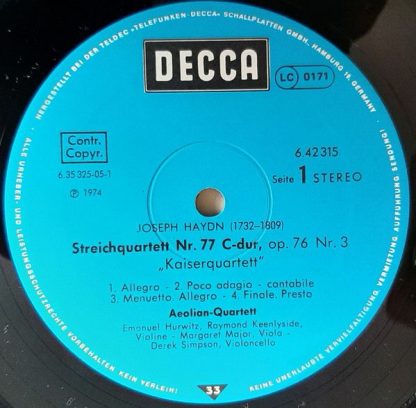 HERGESTELLT BEI DER TELDEC »TELEFUNKEN-DECCA« SCHALLPLATTEN GMBH, HAMBURG 19, GERMANY
DECCA
LC 0171
Contr.
Copyr.
6.35 325-05-1
Ⓟ 1974
6.42315
Seite 1 STEREO
JOSEPH HAYDN (1732-1809)
Streichquartett Nr. 77 C-dur, op. 76 Nr. 3
„Kaiserquartett"
1. Allegro - 2. Poco adagio - cantabile
3. Menuetto. Allegro - 4. Finale. Presto
Aeolian-Quartett
Emanuel Hurwitz, Raymond Keenlyside,
Violine - Margaret Major, Viola -
Derek Simpson, Violoncello
33
ALLE URHEBER- UND LEISTUNGSSCHUTZRECHTE VORBEHALTEN KEIN VERLEIH!
KEINE UNERLAUBTE VERVIELFÄLTIGUNG, VERMIETUNG AUFFÜHRUNG SENDUNG!